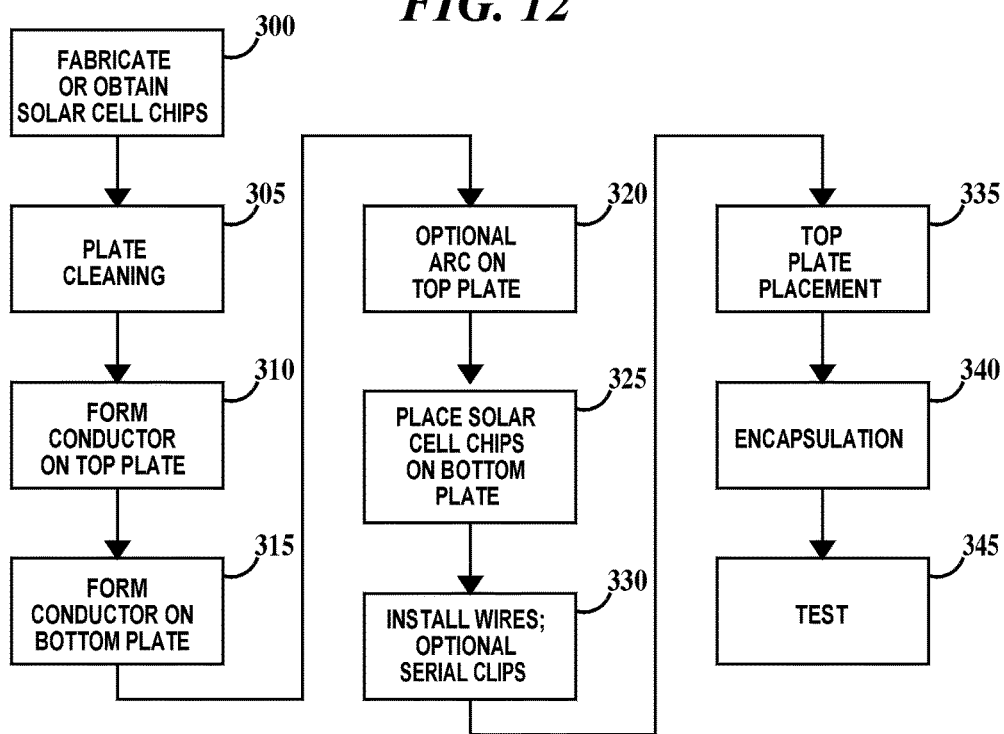 FIG. 12
300
FABRICATE
OR OBTAIN
SOLAR CELL CHIPS
305
PLATE
CLEANING
310
FORM
CONDUCTOR
ON TOP PLATE
315
FORM
CONDUCTOR ON
BOTTOM PLATE
320
OPTIONAL
ARC ON
TOP PLATE
325
PLACE SOLAR
CELL CHIPS
ON BOTTOM
PLATE
330
INSTALL WIRES;
OPTIONAL
SERIAL CLIPS
335
TOP
PLATE
PLACEMENT
340
ENCAPSULATION
345
TEST